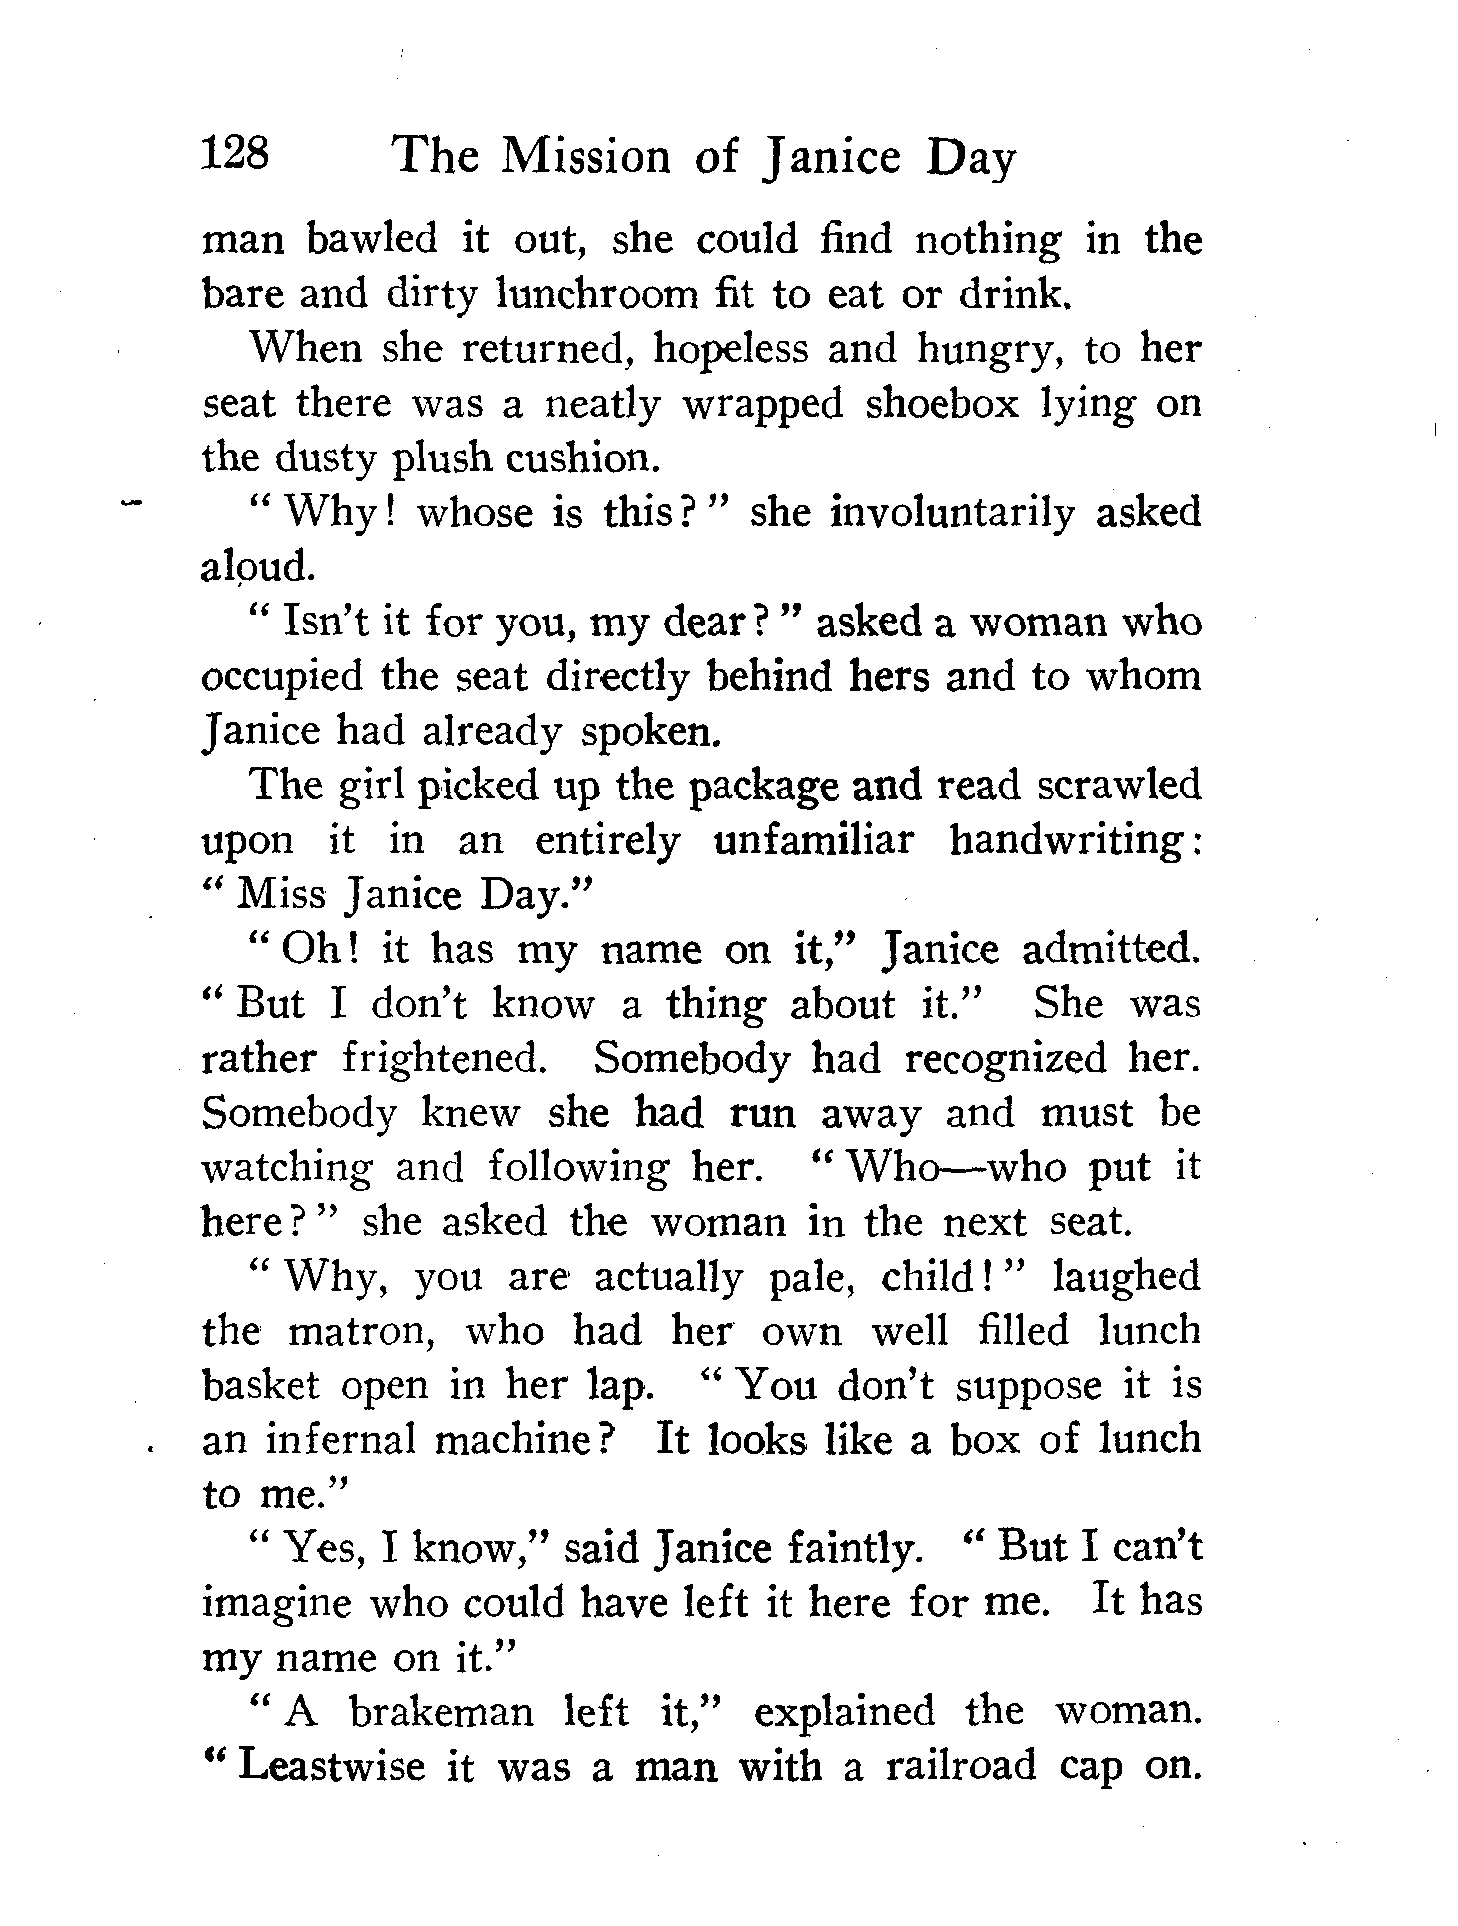 128 The Mission of Janice Day
man bawled it out, she could find nothing in the
bare and dirty lunchroom fit to eat or drink.
When she returned, hopeless and hungry, to her
seat there was a neatly wrapped shoebox lying on
the dusty plush cushion.
" Why! whose is this? " she involuntarily asked
aloud.
" Isn't it for you, my dear? " asked a woman who
occupied the seat directly behind hers and to whom
Janice had already spoken.
The girl picked up the package and read scrawled
upon it in an entirely unfamiliar handwriting:
" Miss Janice Day."
" Oh! it has my name on it," Janice admitted.
" But I don't know a thing about it." She was
rather frightened. Somebody had recognized her.
Somebody knew she had run away and must be
watching and following her. " Who—who put it
here? " she asked the woman in the next seat.
" Why, you are actually pale, child! " laughed
the matron, who had her own well filled lunch
basket open in her lap. " You don't suppose it is
an infernal machine? It looks like a box of lunch
to me."
" Yes, I know," said Janice faintly. " But I can't
imagine who could have left it here for me. It has
my name on it."
" A brakeman left it," explained the woman.
" Leastwise it was a man with a railroad cap on.